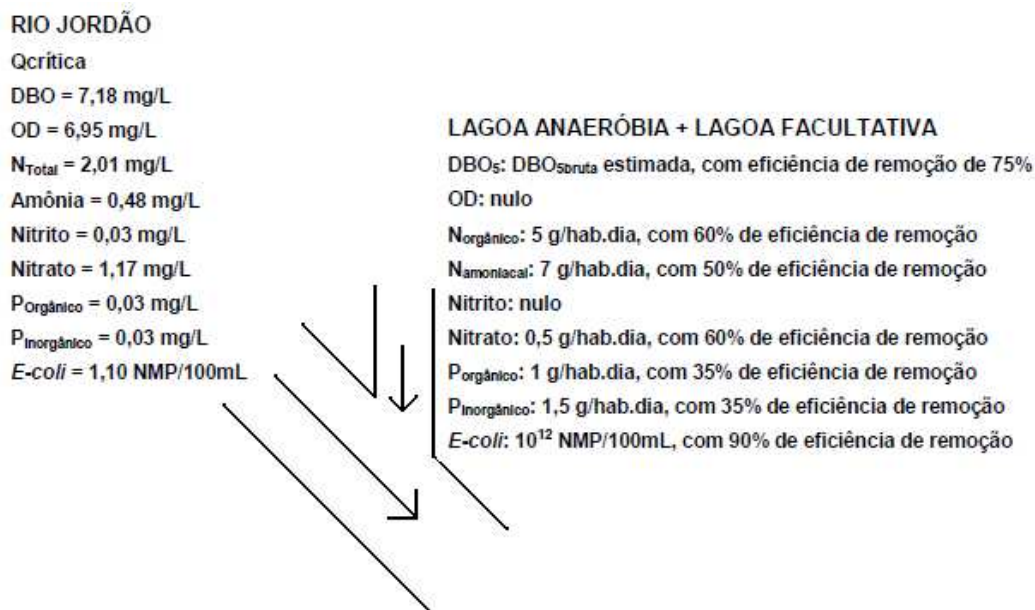 RIO JORDÃO
Qcrítica
DBO = 7,18 mg/L
OD = 6,95 mg/L
NTotal = 2,01 mg/L
Amônia = 0,48 mg/L
Nitrito = 0,03 mg/L
Nitrato = 1,17 mg/L
POrgânico = 0,03 mg/L
PInorgânico = 0,03 mg/L
E-coli = 1,10 NMP/100mL
LAGOA ANAERÓBIA + LAGOA FACULTATIVA
DBO5: DBO5bruta estimada, com eficiência de remoção de 75%
OD: nulo
Norgânico: 5 g/hab.dia, com 60% de eficiência de remoção
Namoniacal: 7 g/hab.dia, com 50% de eficiência de remoção
Nitrito: nulo
Nitrato: 0,5 g/hab.dia, com 60% de eficiência de remoção
Porgânico: 1 g/hab.dia, com 35% de eficiência de remoção
PInorgânico: 1,5 g/hab.dia, com 35% de eficiência de remoção
E-coli: 10¹² NMP/100mL, com 90% de eficiência de remoção